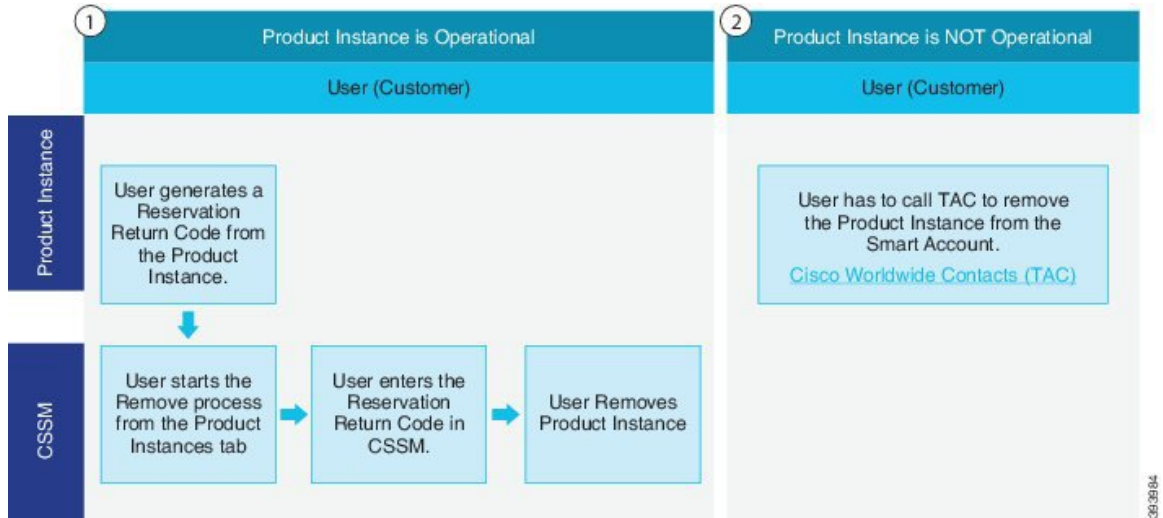 1
Product Instance is Operational
User (Customer)
2
Product Instance is NOT Operational
User (Customer)
Product Instance
User generates a
Reservation
Return Code from
the Product
Instance.
User has to call TAC to remove
the Product Instance from the
Smart Account.
Cisco Worldwide Contacts (TAC)
CSSM
User starts the
Remove process
from the Product
Instances tab
User enters the
Reservation
Return Code in
CSSM.
User Removes
Product Instance
393984